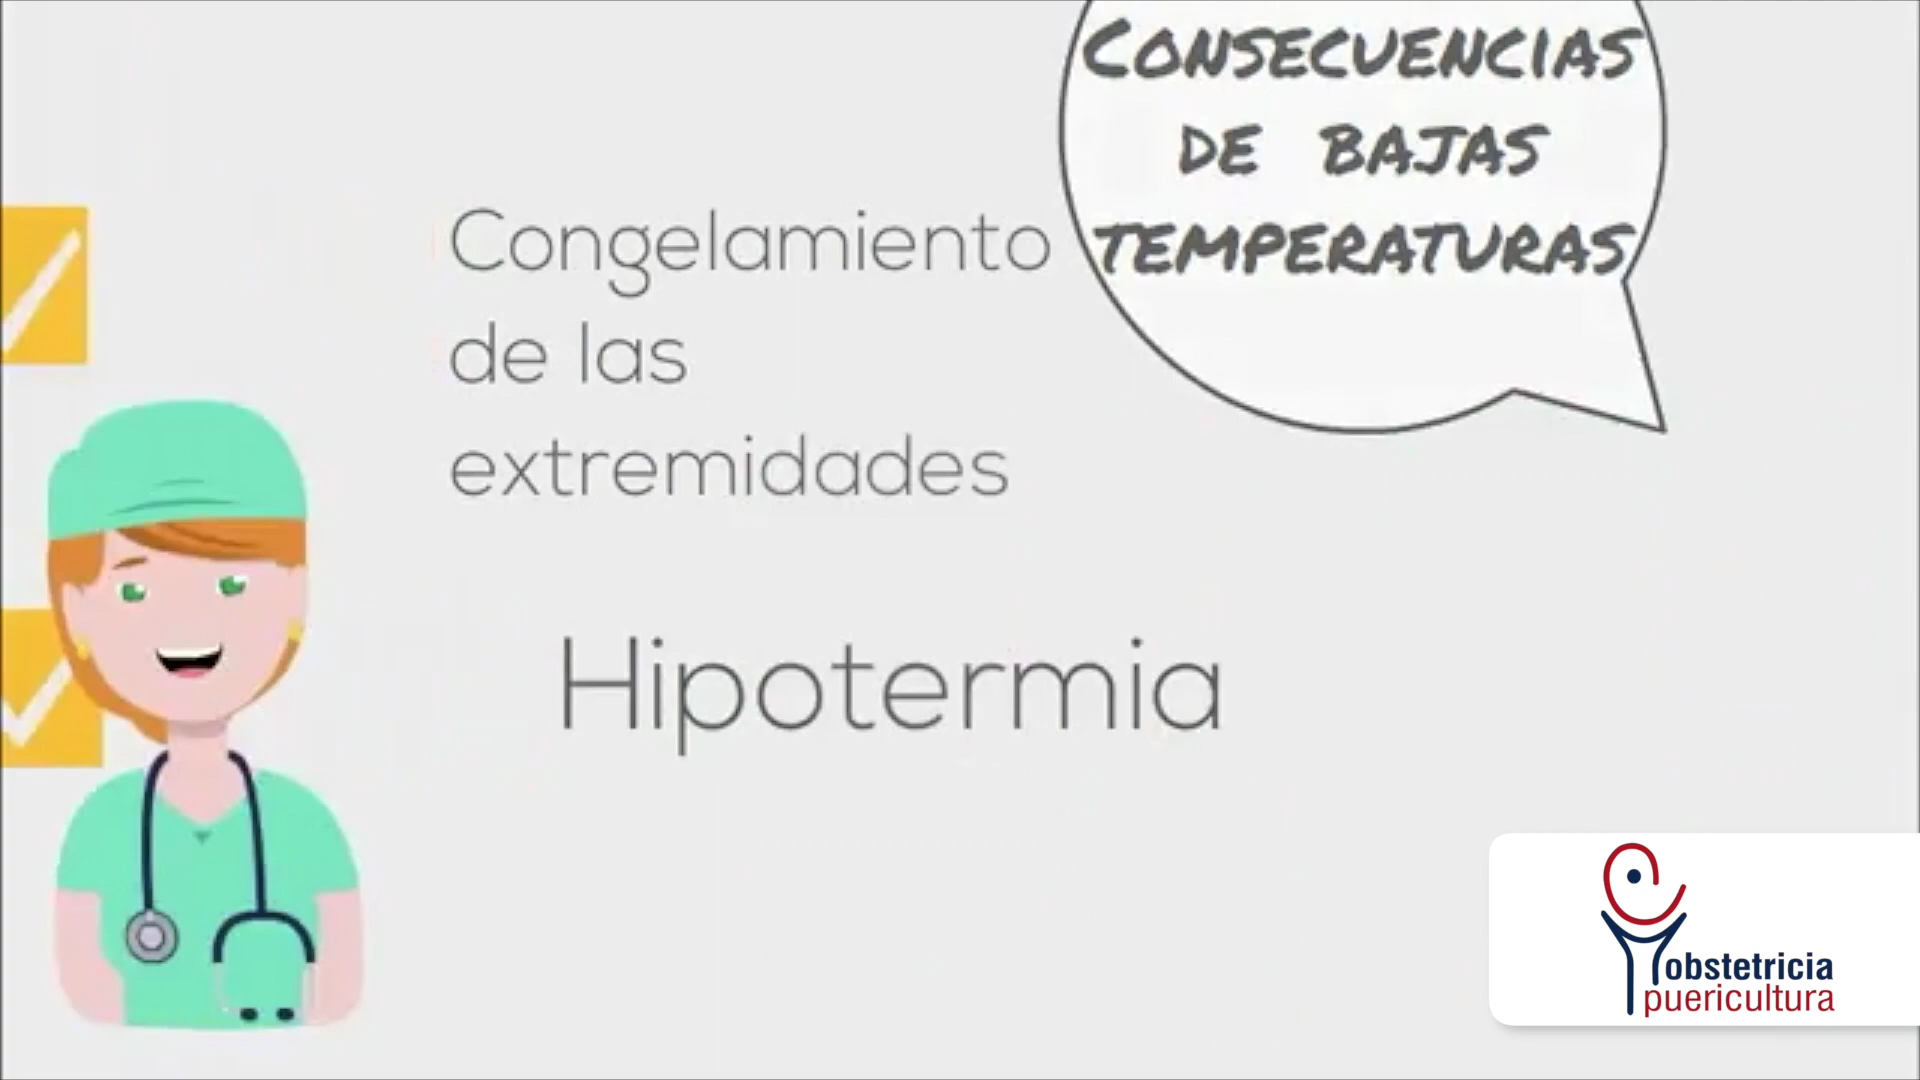 CONSECUENCIAS
DE BAJAS
TEMPERATURAS
Congelamiento
de las
extremidades
Hipotermia
obstetricia
puericultura